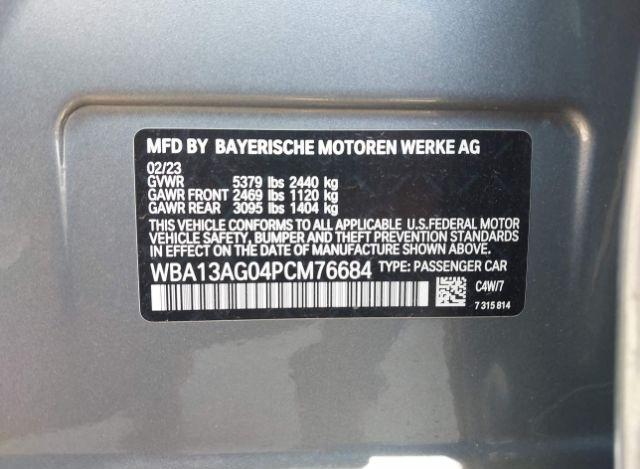 MFD BY BAYERISCHE MOTOREN WERKE AG
02/23
GVWR 5379 lbs 2440 kg
GAWR FRONT 2469 lbs 1120 kg
GAWR REAR 3095 lbs 1404 kg
THIS VEHICLE CONFORMS TO ALL APPLICABLE U.S.FEDERAL MOTOR
VEHICLE SAFETY, BUMPER AND THEFT PREVENTION STANDARDS
IN EFFECT ON THE DATE OF MANUFACTURE SHOWN ABOVE.
WBA13AG04PCM76684 TYPE: PASSENGER CAR
C4W/7
7 315 814